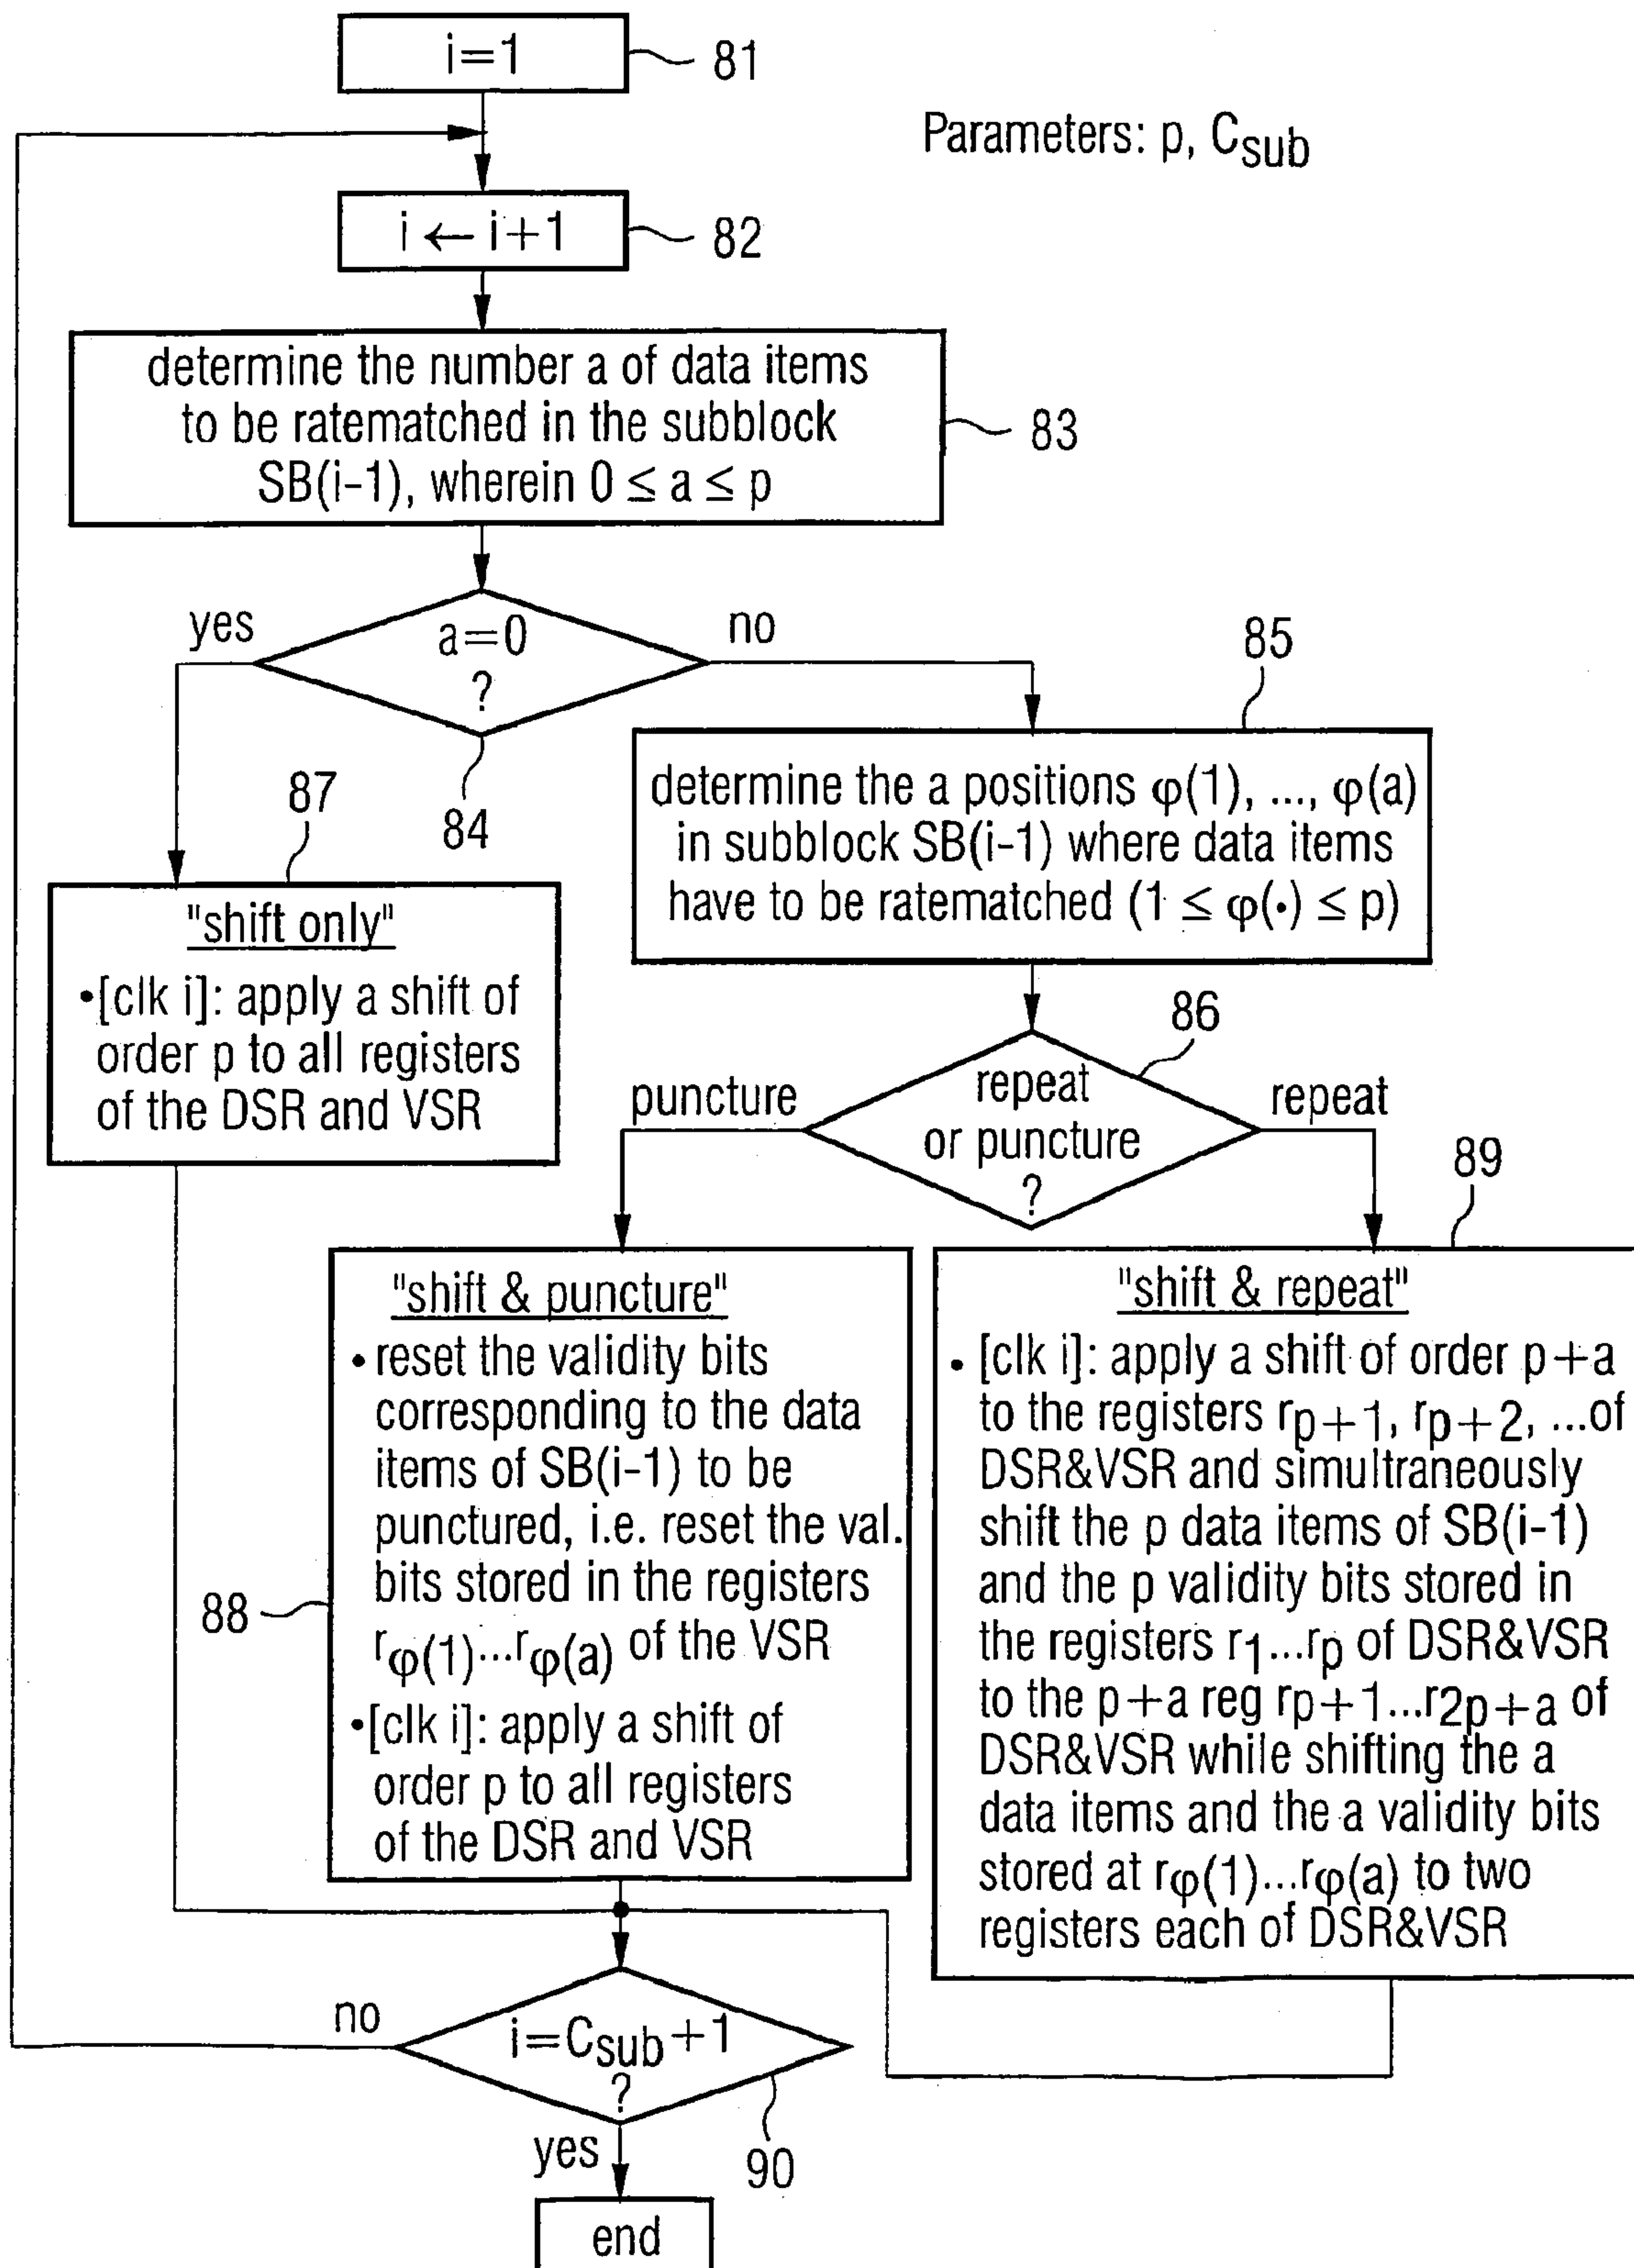 i=1
81
Parameters: p, Csub
i ← i+1
82
determine the number a of data items
to be ratematched in the subblock
SB(i-1), wherein 0 ≤ a ≤ p
83
yes
a=0
?
no
84
85
determine the a positions φ(1), ..., φ(a)
in subblock SB(i-1) where data items
have to be ratematched (1 ≤ φ(•) ≤ p)
87
"shift only"
•[clk i]: apply a shift of
order p to all registers
of the DSR and VSR
86
puncture
repeat
or puncture
?
repeat
88
"shift & puncture"
• reset the validity bits
corresponding to the data
items of SB(i-1) to be
punctured, i.e. reset the val.
bits stored in the registers
rφ(1)...rφ(a) of the VSR
•[clk i]: apply a shift of
order p to all registers
of the DSR and VSR
89
"shift & repeat"
• [clk i]: apply a shift of order p+a
to the registers rp+1, rp+2, ...of
DSR&VSR and simultraneously
shift the p data items of SB(i-1)
and the p validity bits stored in
the registers r1...rp of DSR&VSR
to the p+a reg rp+1...r2p+a of
DSR&VSR while shifting the a
data items and the a validity bits
stored at rφ(1)...rφ(a) to two
registers each of DSR&VSR
no
i=Csub+1
?
90
yes
end